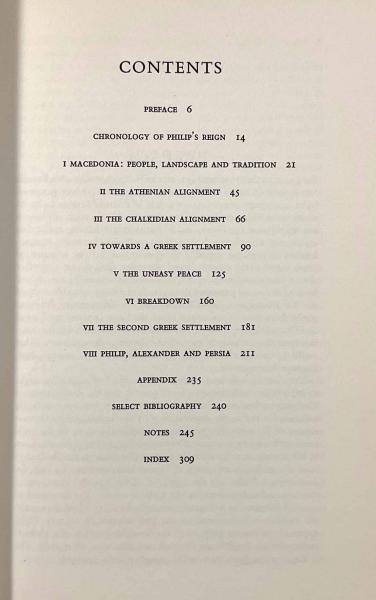 CONTENTS
PREFACE 6
CHRONOLOGY OF PHILIP'S REIGN 14
I MACEDONIA: PEOPLE, LANDSCAPE AND TRADITION 21
II THE ATHENIAN ALIGNMENT 45
III THE CHALKIDIAN ALIGNMENT 66
IV TOWARDS A GREEK SETTLEMENT 90
V THE UNEASY PEACE 125
VI BREAKDOWN 160
VII THE SECOND GREEK SETTLEMENT 181
VIII PHILIP, ALEXANDER AND PERSIA 211
APPENDIX 235
SELECT BIBLIOGRAPHY 240
NOTES 245
INDEX 309